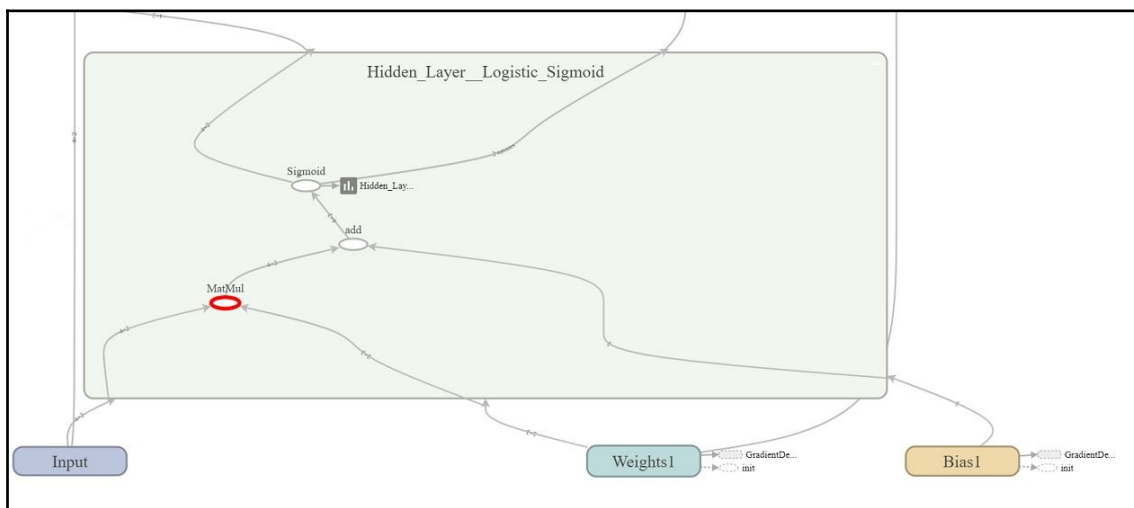 Hidden_Layer__Logistic_Sigmoid
Sigmoid
Hidden_Lay...
add
MatMul
Input
Weights1
GradientDe...
init
Bias1
GradientDe...
init